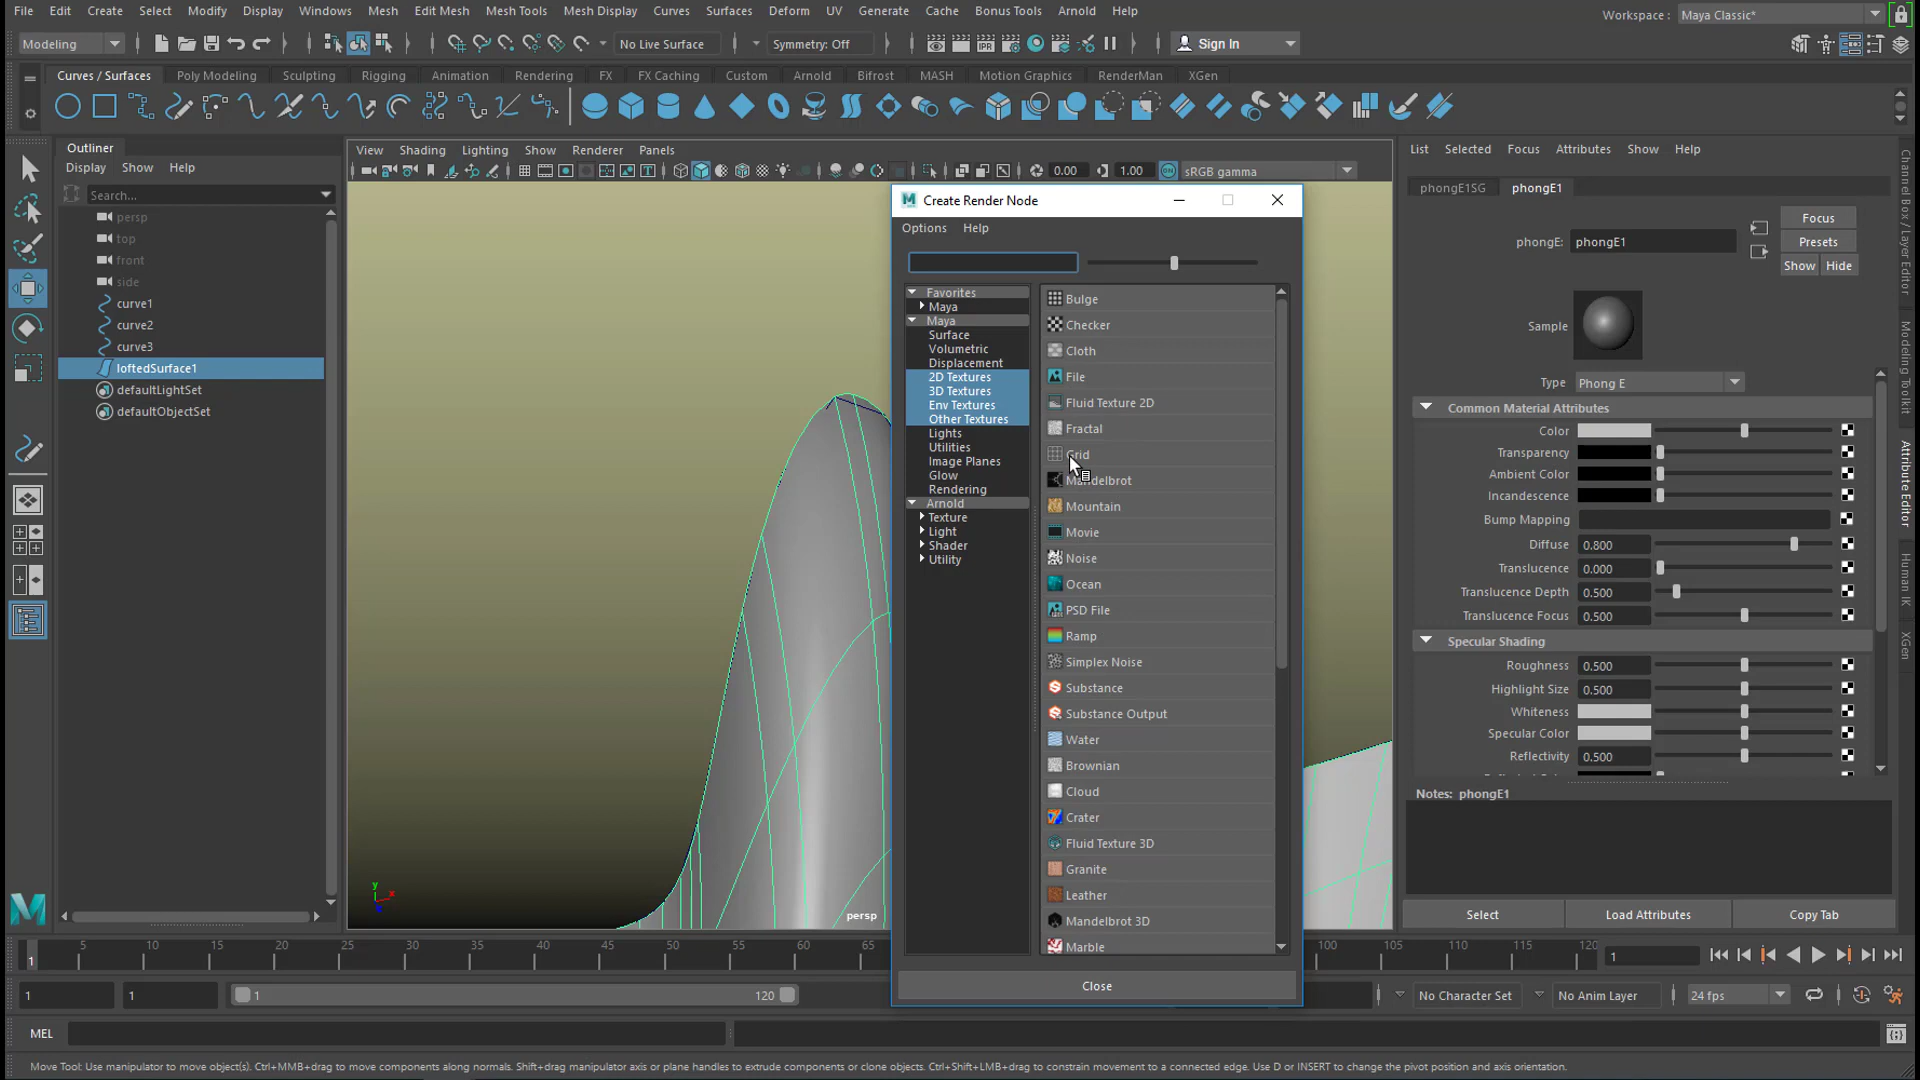 File Edit Create Select Modify Display Windows Mesh Edit Mesh Mesh Tools Mesh Display Curves Surfaces Deform UV Generate Cache Bonus Tools Arnold Help
Workspace : Maya Classic*
Modeling No Live Surface Symmetry: Off Sign In
Curves / Surfaces Poly Modeling Sculpting Rigging Animation Rendering FX FX Caching Custom Arnold Bifrost MASH Motion Graphics RenderMan XGen
Outliner
Display Show Help
Search...
persp
top
front
side
curve1
curve2
curve3
loftedSurface1
defaultLightSet
defaultObjectSet
View Shading Lighting Show Renderer Panels
0.00 1.00 ON sRGB gamma
persp
y
x
Create Render Node
Options Help
Favorites
Maya
Maya
Surface
Volumetric
Displacement
2D Textures
3D Textures
Env Textures
Other Textures
Lights
Utilities
Image Planes
Glow
Rendering
Arnold
Texture
Light
Shader
Utility
Bulge
Checker
Cloth
File
Fluid Texture 2D
Fractal
Grid
Mandelbrot
Mountain
Movie
Noise
Ocean
PSD File
Ramp
Simplex Noise
Substance
Substance Output
Water
Brownian
Cloud
Crater
Fluid Texture 3D
Granite
Leather
Mandelbrot 3D
Marble
Close
List Selected Focus Attributes Show Help
phongE1SG phongE1
phongE: phongE1
Focus
Presets
Show Hide
Sample
Type Phong E
Common Material Attributes
Color
Transparency
Ambient Color
Incandescence
Bump Mapping
Diffuse 0.800
Translucence 0.000
Translucence Depth 0.500
Translucence Focus 0.500
Specular Shading
Roughness 0.500
Highlight Size 0.500
Whiteness
Specular Color
Reflectivity 0.500
Notes: phongE1
Select Load Attributes Copy Tab
Channel Box / Layer Editor
Modeling Toolkit
Attribute Editor
Human IK
XGen
1 5 10 15 20 25 30 35 40 45 50 55 60 65 100 105 110 115 120
1
1 1 1 120 No Character Set No Anim Layer 24 fps
MEL
Move Tool: Use manipulator to move object(s). Ctrl+MMB+drag to move components along normals. Shift+drag manipulator axis or plane handles to extrude components or clone objects. Ctrl+Shift+LMB+drag to constrain movement to a connected edge. Use D or INSERT to change the pivot position and axis orientation.